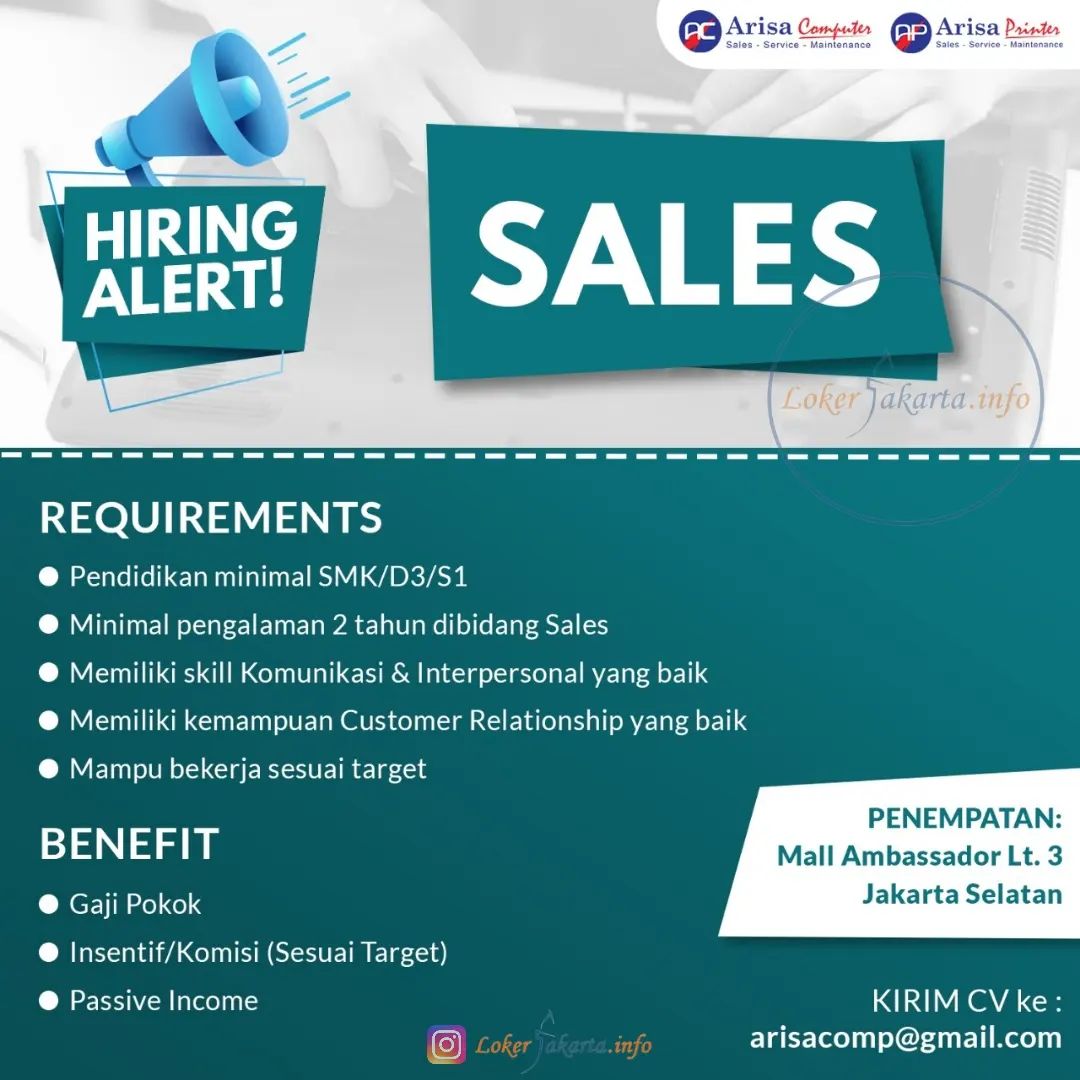 Arisa Computer
Sales - Service - Maintenance
Arisa Printer
Sales - Service - Maintenance
HIRING
ALERT!
SALES
Loker Jakarta.info
REQUIREMENTS
Pendidikan minimal SMK/D3/S1
Minimal pengalaman 2 tahun dibidang Sales
Memiliki skill Komunikasi & Interpersonal yang baik
Memiliki kemampuan Customer Relationship yang baik
Mampu bekerja sesuai target
BENEFIT
Gaji Pokok
Insentif/Komisi (Sesuai Target)
Passive Income
PENEMPATAN:
Mall Ambassador Lt. 3
Jakarta Selatan
KIRIM CV ke :
arisacomp@gmail.com
Loker Jakarta.info